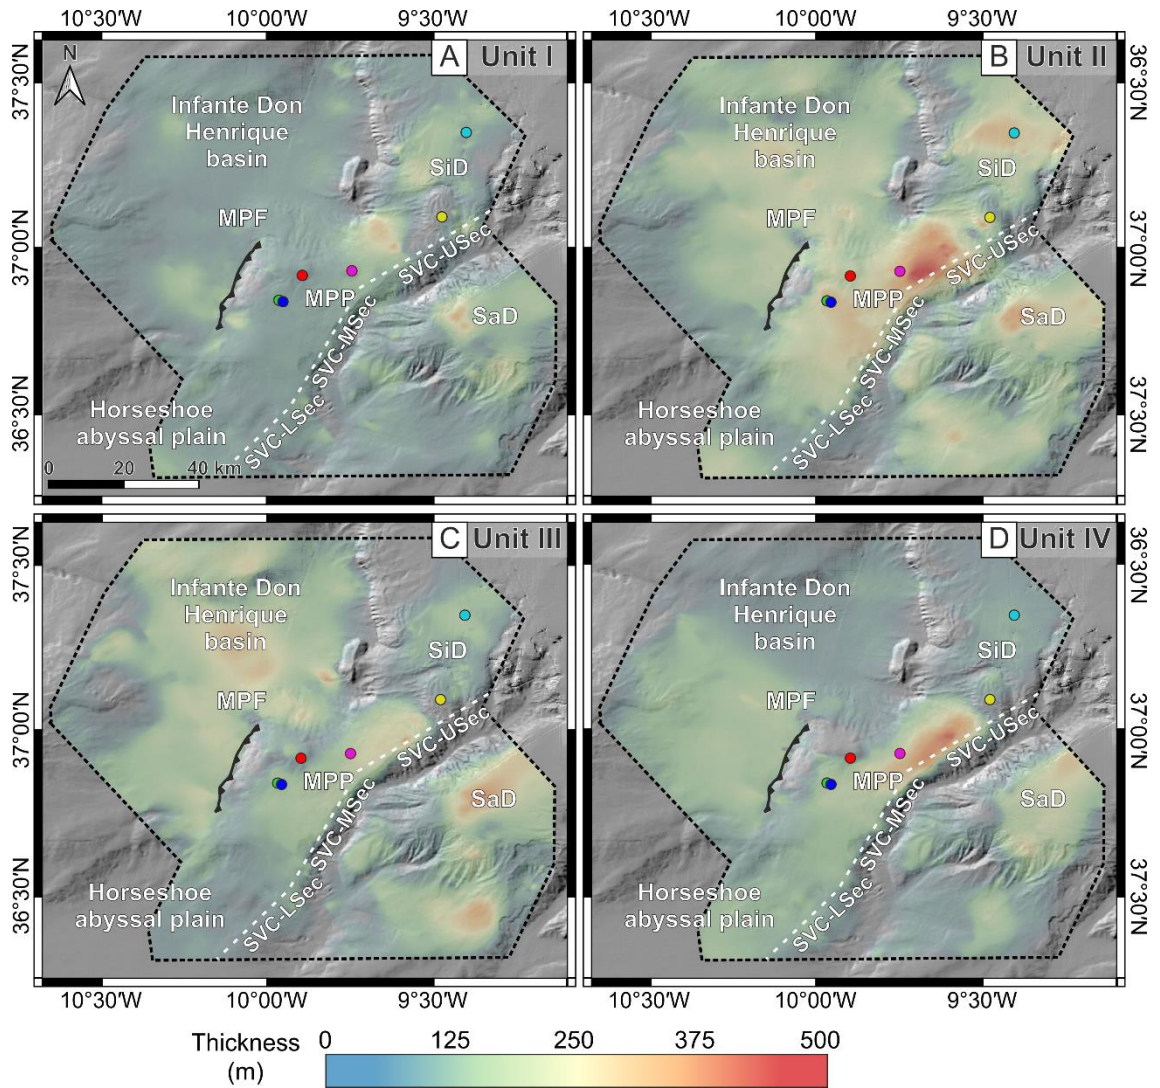 10°30'W 10°00'W 9°30'W 10°30'W 10°00'W 9°30'W
37°30'N
37°00'N
36°30'N
N
A Unit I
Infante Don
Henrique
basin
SiD
MPF
SVC-USec
MPP
SVC-MSec
SaD
SVC-LSec
Horseshoe
abyssal plain
0 20 40 km
B Unit II
Infante Don
Henrique
basin
SiD
MPF
SVC-USec
MPP
SVC-MSec
SaD
SVC-LSec
Horseshoe
abyssal plain
36°30'N
37°00'N
37°30'N
37°30'N
37°00'N
36°30'N
C Unit III
Infante Don
Henrique
basin
SiD
MPF
SVC-USec
MPP
SVC-MSec
SaD
SVC-LSec
Horseshoe
abyssal plain
D Unit IV
Infante Don
Henrique
basin
SiD
MPF
SVC-USec
MPP
SVC-MSec
SaD
SVC-LSec
Horseshoe
abyssal plain
36°30'N
37°00'N
37°30'N
10°30'W 10°00'W 9°30'W 10°30'W 10°00'W 9°30'W
Thickness
(m)
0 125 250 375 500